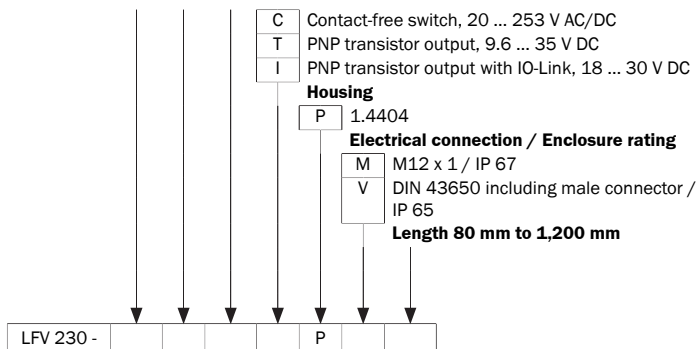 C Contact-free switch, 20 ... 253 V AC/DC
T PNP transistor output, 9.6 ... 35 V DC
I PNP transistor output with IO-Link, 18 ... 30 V DC
Housing
P 1.4404
Electrical connection / Enclosure rating
M M12 x 1 / IP 67
V DIN 43650 including male connector /
IP 65
Length 80 mm to 1,200 mm
LFV 230 - P